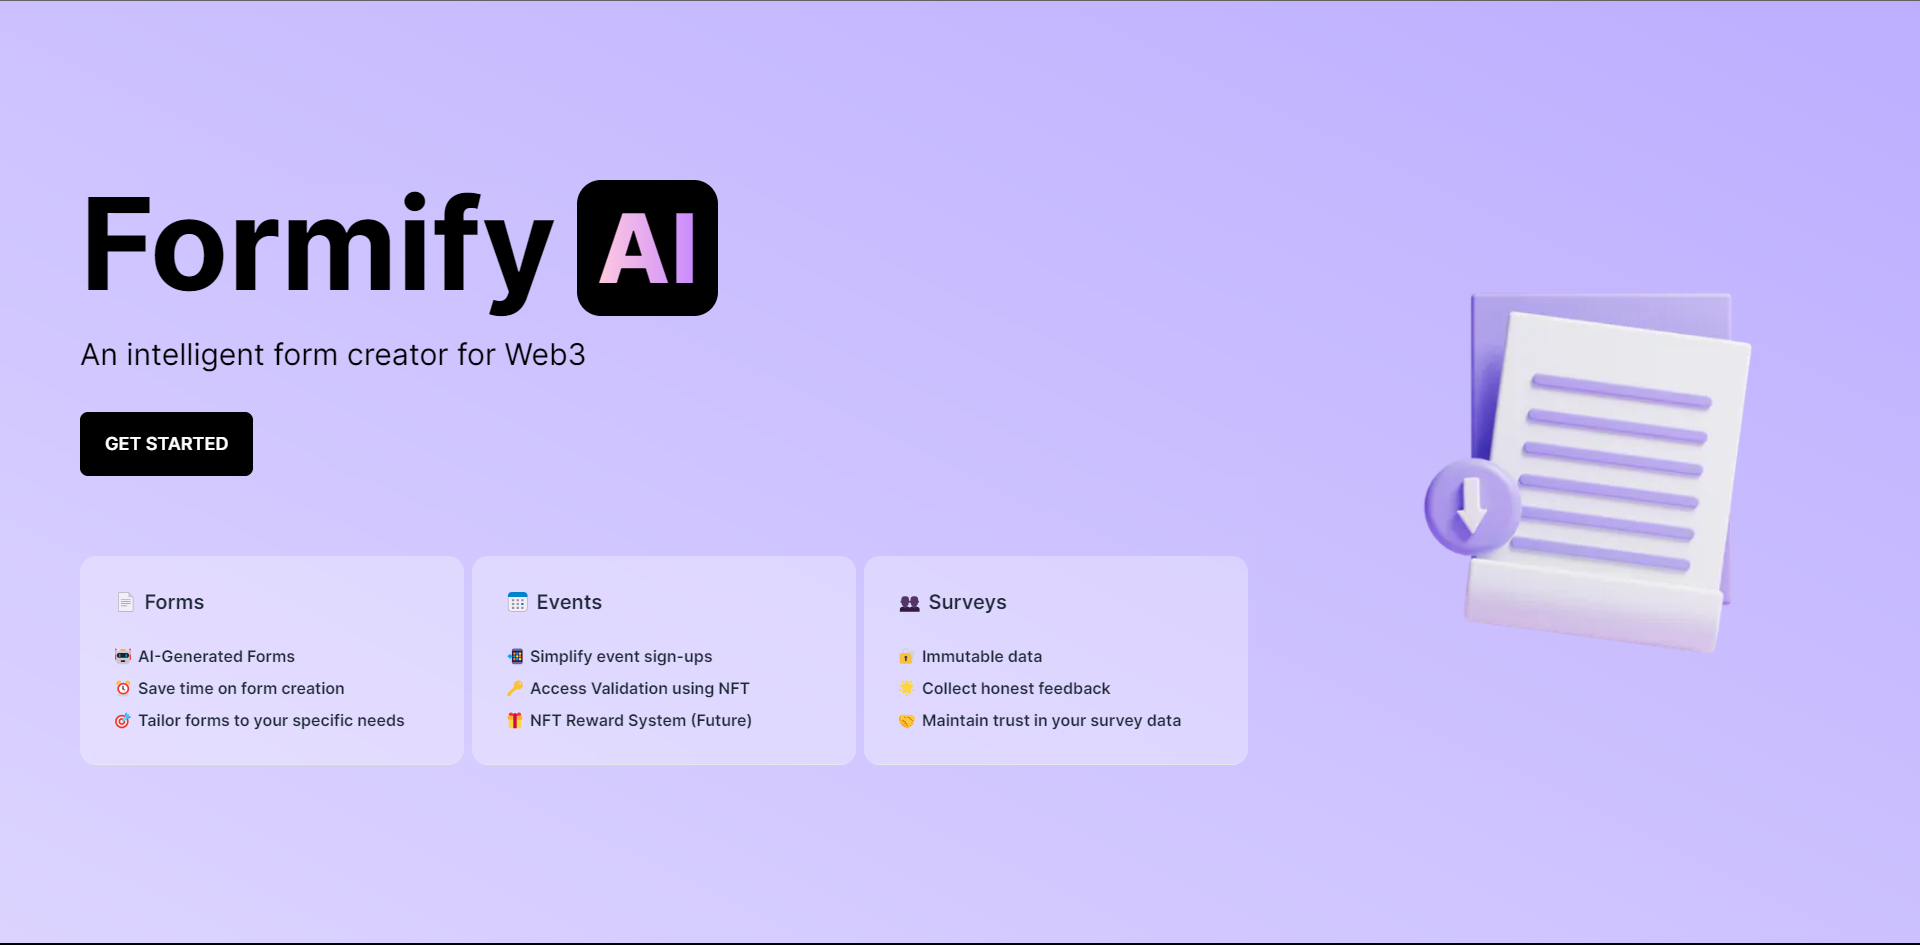 Formify AI
An intelligent form creator for Web3
GET STARTED
Forms
AI-Generated Forms
Save time on form creation
Tailor forms to your specific needs
Events
Simplify event sign-ups
Access Validation using NFT
NFT Reward System (Future)
Surveys
Immutable data
Collect honest feedback
Maintain trust in your survey data